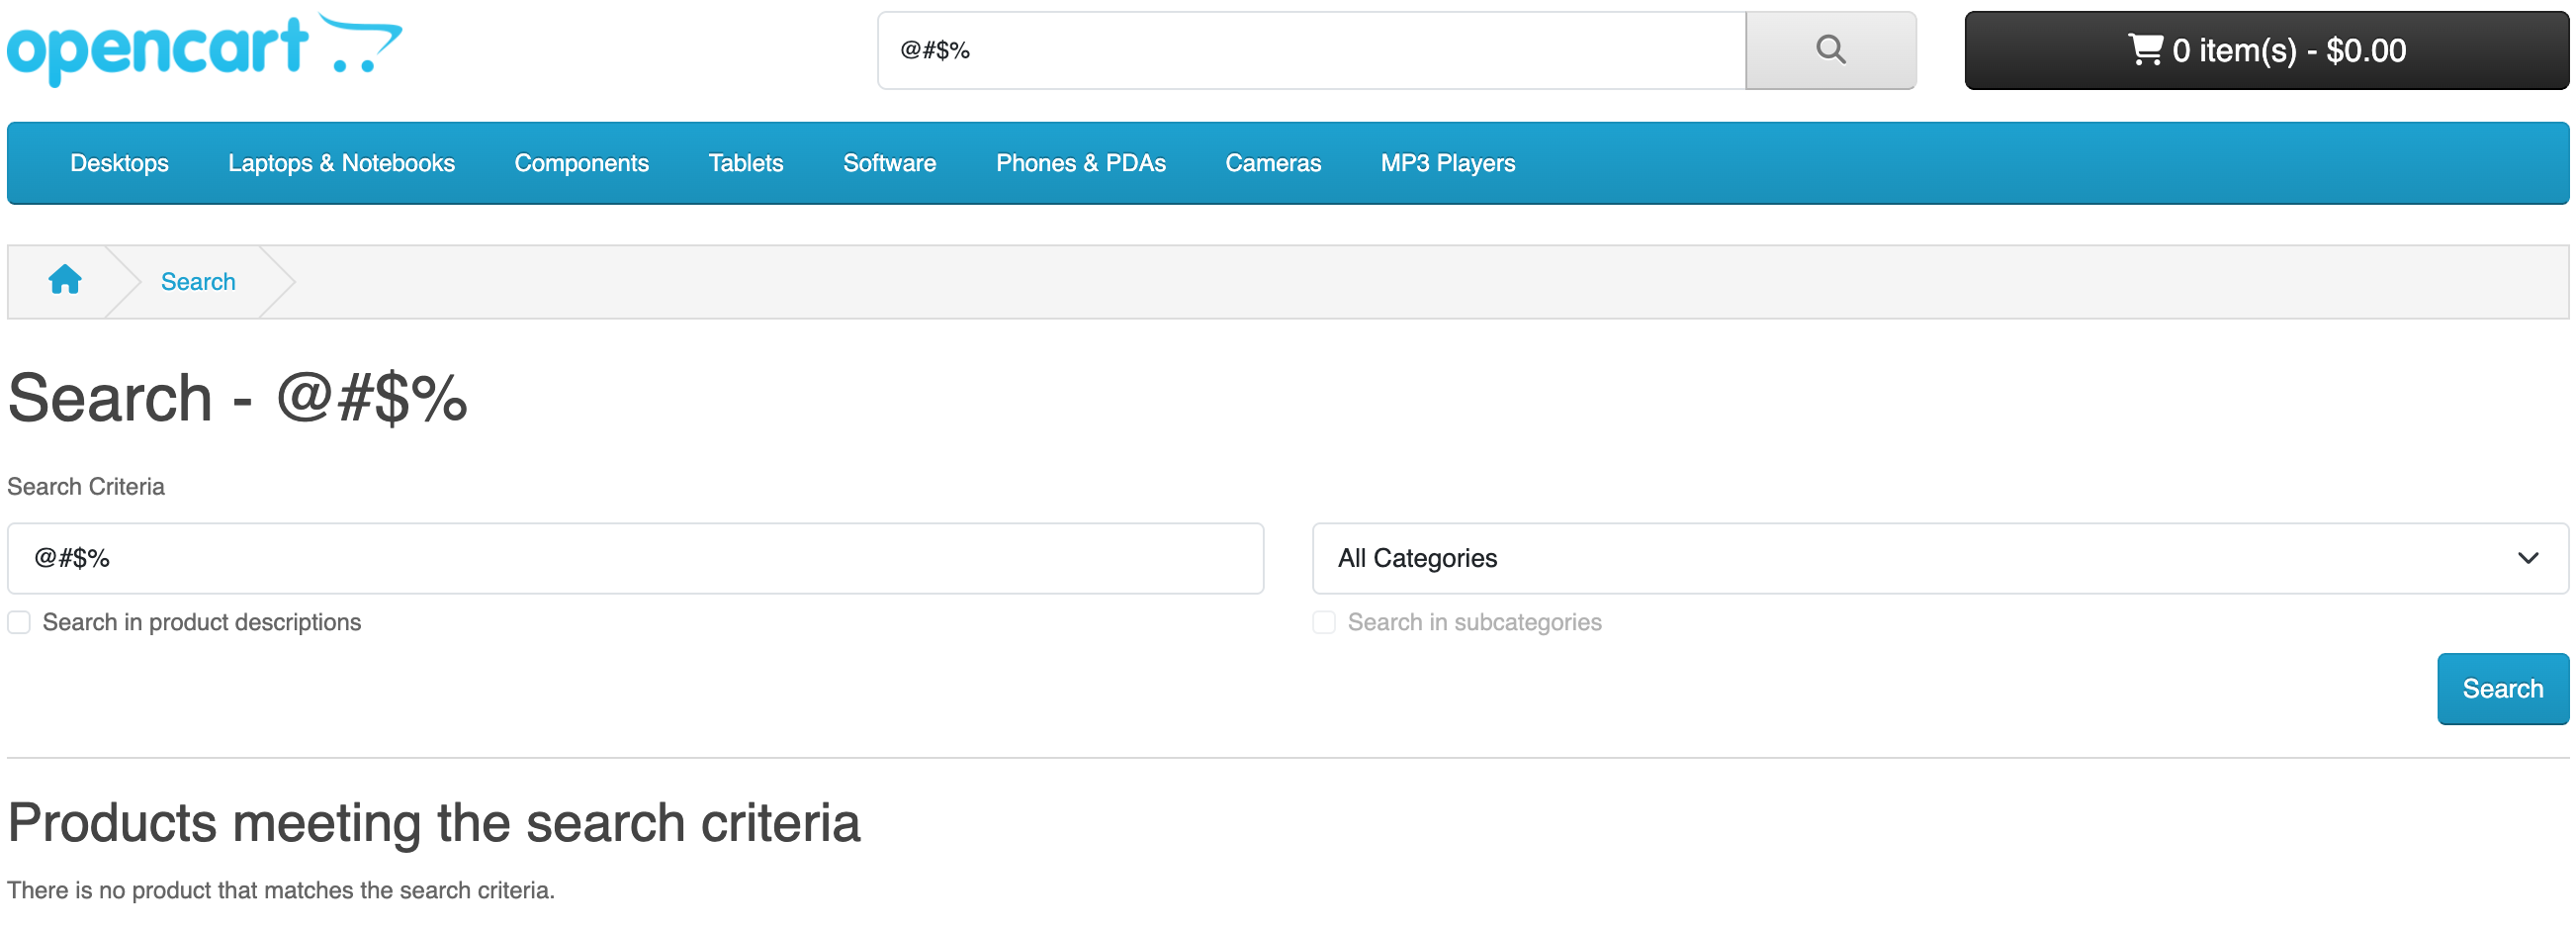 opencart
@#$%
0 item(s) - $0.00
Desktops Laptops & Notebooks Components Tablets Software Phones & PDAs Cameras MP3 Players
Search
Search - @#$%
Search Criteria
@#$%
All Categories
Search in product descriptions
Search in subcategories
Search
Products meeting the search criteria
There is no product that matches the search criteria.